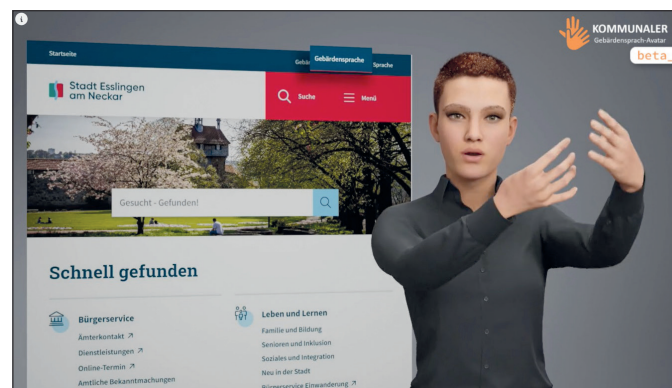 KOMMUNALER
Gebärdensprach-Avatar
beta_
Startseite
Gebärdensprache
Sprache
Stadt Esslingen
am Neckar
Suche
Menü
Gesucht - Gefunden!
Schnell gefunden
Bürgerservice
Ämterkontakt ↗
Dienstleistungen ↗
Online-Termin ↗
Amtliche Bekanntmachungen
Leben und Lernen
Familie und Bildung
Senioren und Inklusion
Soziales und Integration
Neu in der Stadt
Bürgerservice Einwanderung ↗